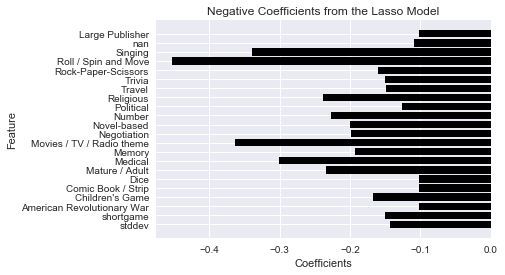 Negative Coefficients from the Lasso Model
Large Publisher
nan
Singing
Roll / Spin and Move
Rock-Paper-Scissors
Trivia
Travel
Religious
Political
Number
Novel-based
Negotiation
Movies / TV / Radio theme
Memory
Medical
Mature / Adult
Dice
Comic Book / Strip
Children's Game
American Revolutionary War
shortgame
stddev
Feature
−0.4 −0.3 −0.2 −0.1 0.0
Coefficients